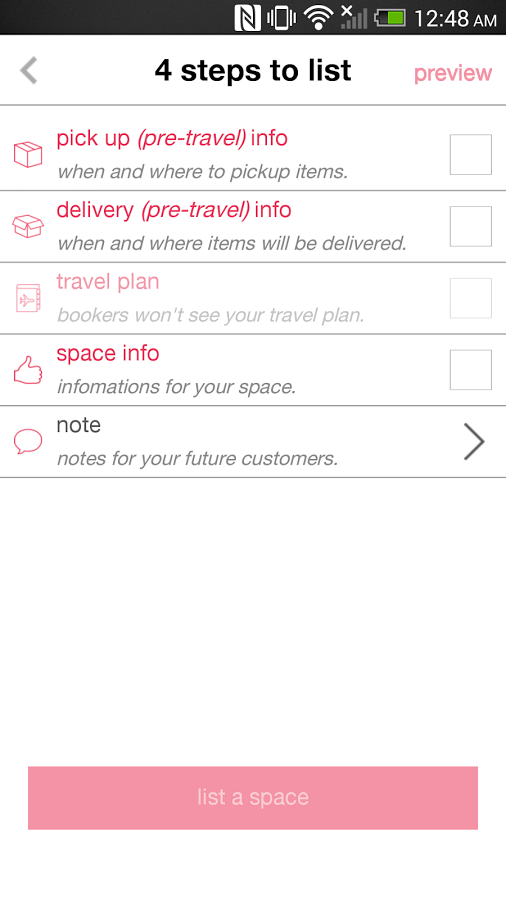 12:48 AM
4 steps to list
preview
pick up (pre-travel) info
when and where to pickup items.
delivery (pre-travel) info
when and where items will be delivered.
travel plan
bookers won't see your travel plan.
space info
infomations for your space.
note
notes for your future customers.
list a space